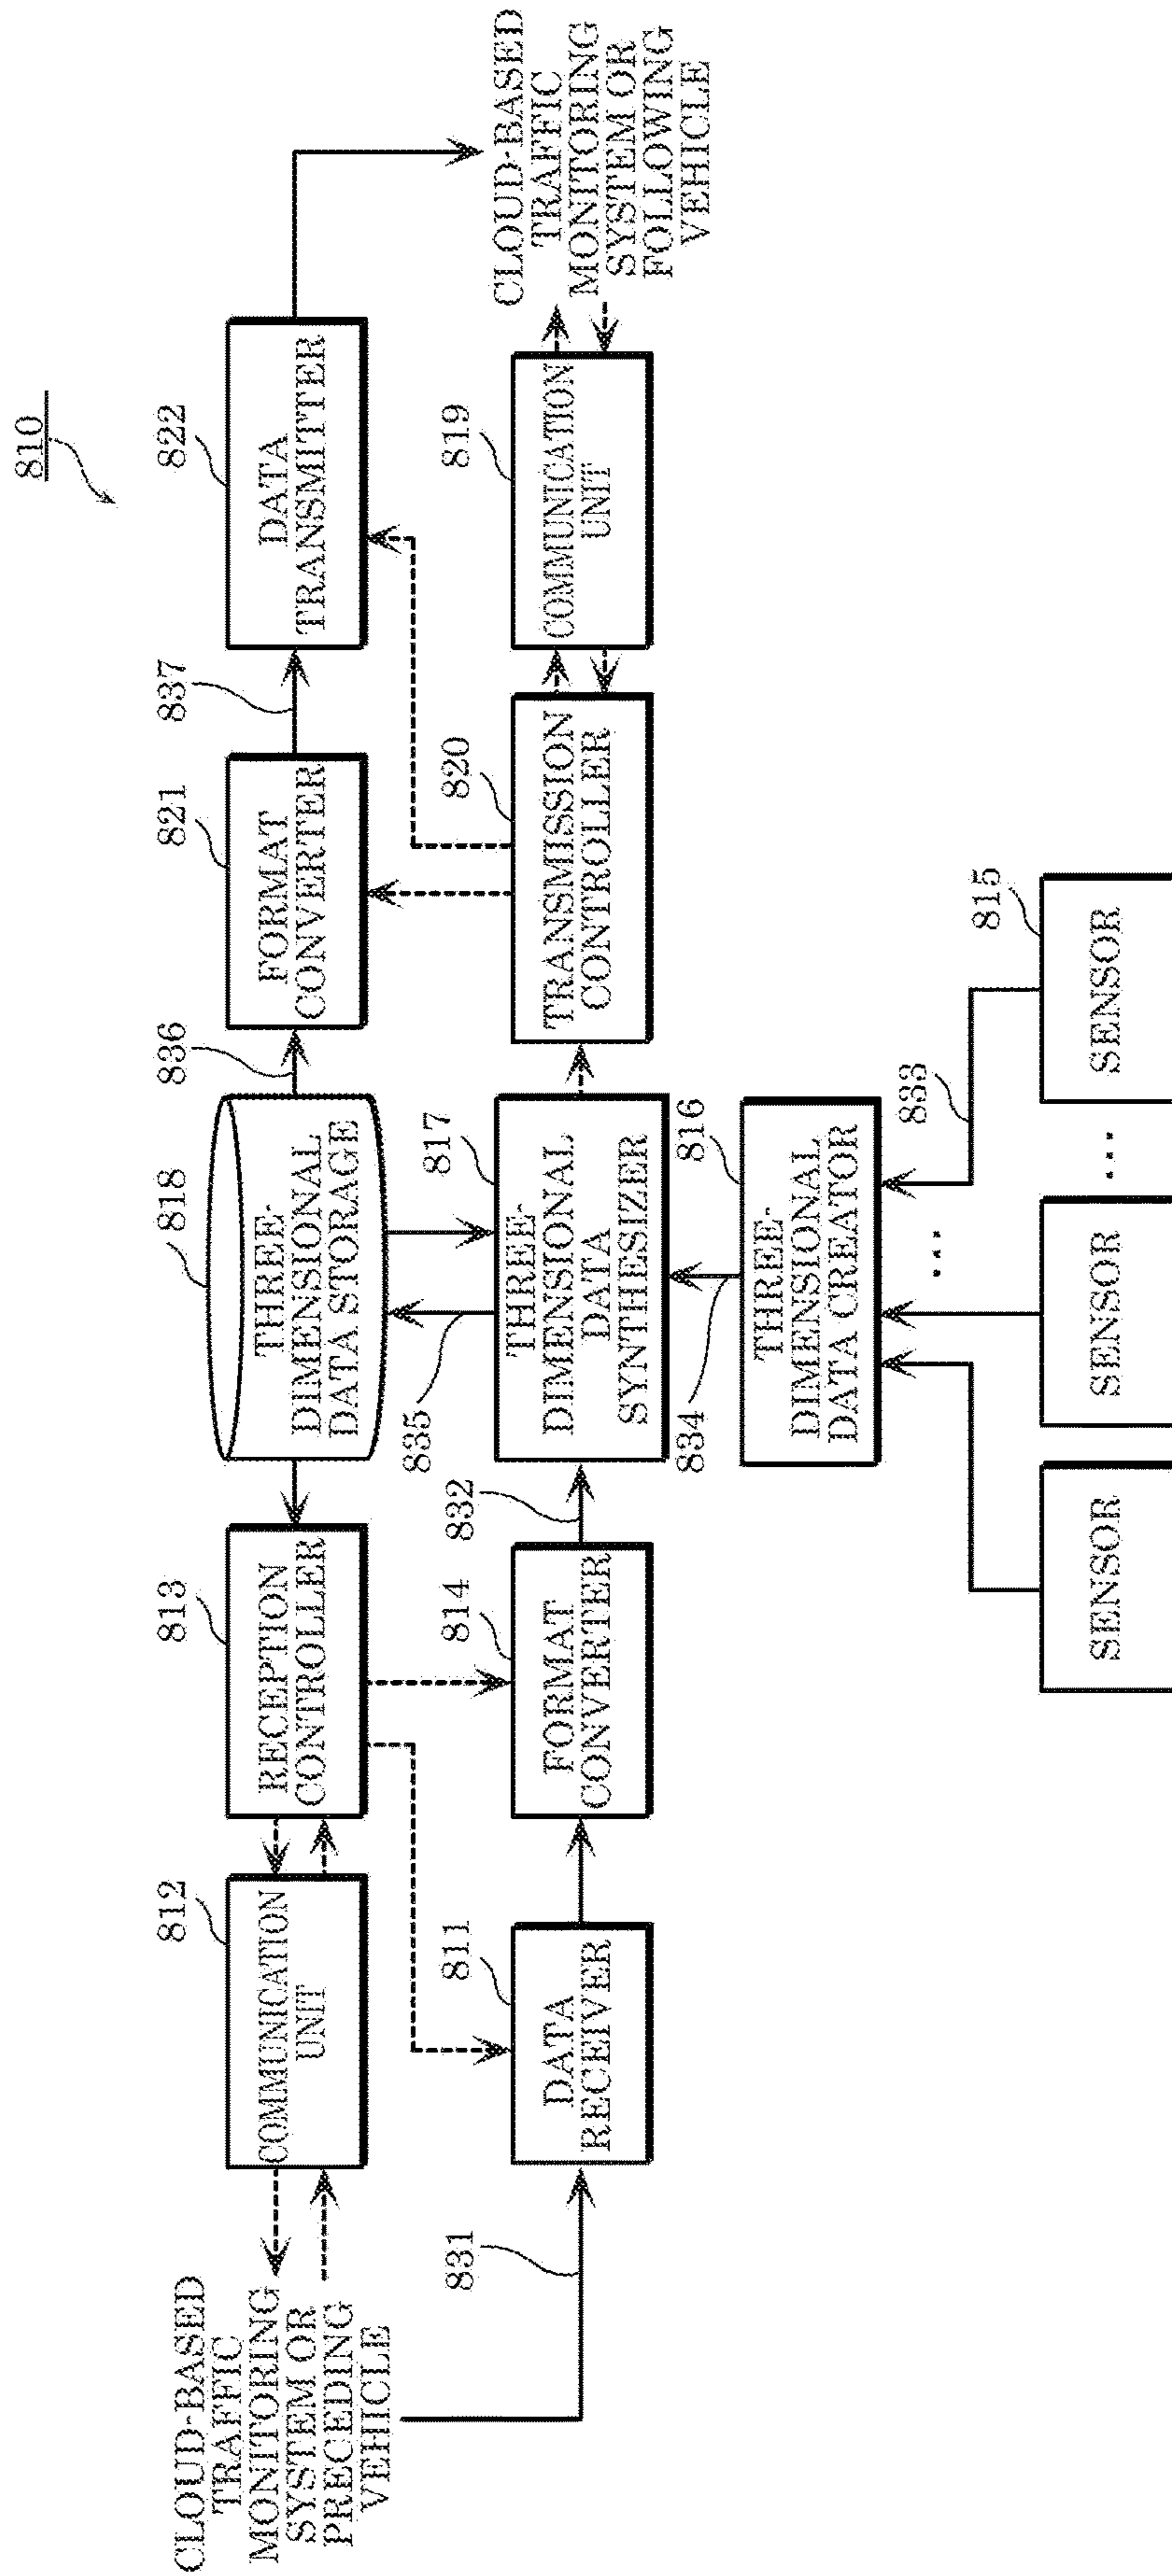 810
CLOUD-BASED
TRAFFIC
MONITORING
SYSTEM OR
PRECEDING
VEHICLE
812
COMMUNICATION
UNIT
813
RECEPTION
CONTROLLER
818
THREE-
DIMENSIONAL
DATA STORAGE
836
821
FORMAT
CONVERTER
837
822
DATA
TRANSMITTER
831
811
DATA
RECEIVER
814
FORMAT
CONVERTER
832
835
817
THREE-
DIMENSIONAL
DATA
SYNTHESIZER
820
TRANSMISSION
CONTROLLER
819
COMMUNICATION
UNIT
CLOUD-BASED
TRAFFIC
MONITORING
SYSTEM OR
FOLLOWING
VEHICLE
834
816
THREE-
DIMENSIONAL
DATA CREATOR
833
...
815
SENSOR
SENSOR
...
SENSOR